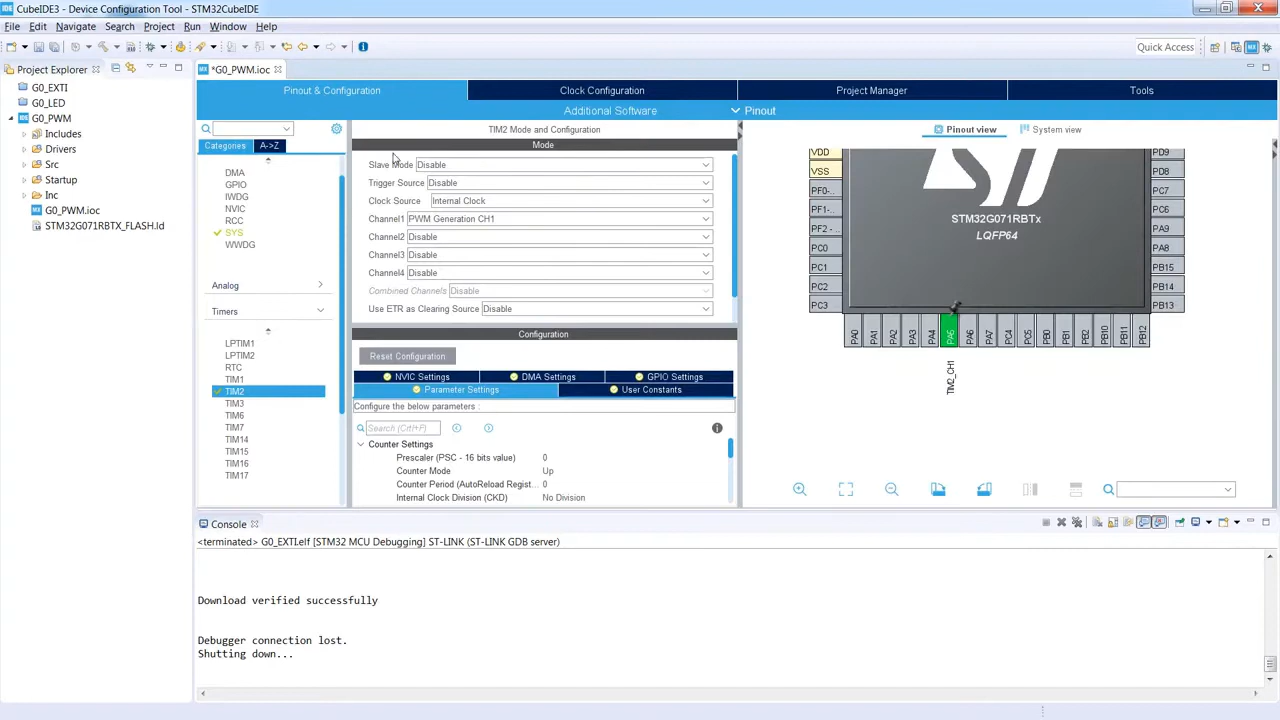 CubeIDE3 - Device Configuration Tool - STM32CubeIDE
File Edit Navigate Search Project Run Window Help
Quick Access
Project Explorer
G0_EXTI
G0_LED
G0_PWM
Includes
Drivers
Src
Startup
Inc
G0_PWM.ioc
STM32G071RBTX_FLASH.ld
*G0_PWM.ioc
Pinout & Configuration
Clock Configuration
Project Manager
Tools
Additional Software
Pinout
Categories
A->Z
DMA
GPIO
IWDG
NVIC
RCC
SYS
WWDG
Analog
Timers
LPTIM1
LPTIM2
RTC
TIM1
TIM2
TIM3
TIM6
TIM7
TIM14
TIM15
TIM16
TIM17
TIM2 Mode and Configuration
Mode
Slave Mode Disable
Trigger Source Disable
Clock Source Internal Clock
Channel1 PWM Generation CH1
Channel2 Disable
Channel3 Disable
Channel4 Disable
Combined Channels Disable
Use ETR as Clearing Source Disable
Configuration
Reset Configuration
NVIC Settings
DMA Settings
GPIO Settings
Parameter Settings
User Constants
Configure the below parameters :
Search (Crtl+F)
Counter Settings
Prescaler (PSC - 16 bits value) 0
Counter Mode Up
Counter Period (AutoReload Regist... 0
Internal Clock Division (CKD) No Division
Pinout view
System view
VDD
VSS
PF0-..
PF1-..
PF2 -..
PC0
PC1
PC2
PC3
STM32G071RBTx
LQFP64
PD9
PD8
PC7
PC6
PA9
PA8
PB15
PB14
PB13
PA0
PA1
PA2
PA3
PA4
PA5
PA6
PA7
PC4
PC5
PB0
PB1
PB2
PB10
PB11
PB12
TIM2_CH1
Console
<terminated> G0_EXTI.elf [STM32 MCU Debugging] ST-LINK (ST-LINK GDB server)
Download verified successfully
Debugger connection lost.
Shutting down...